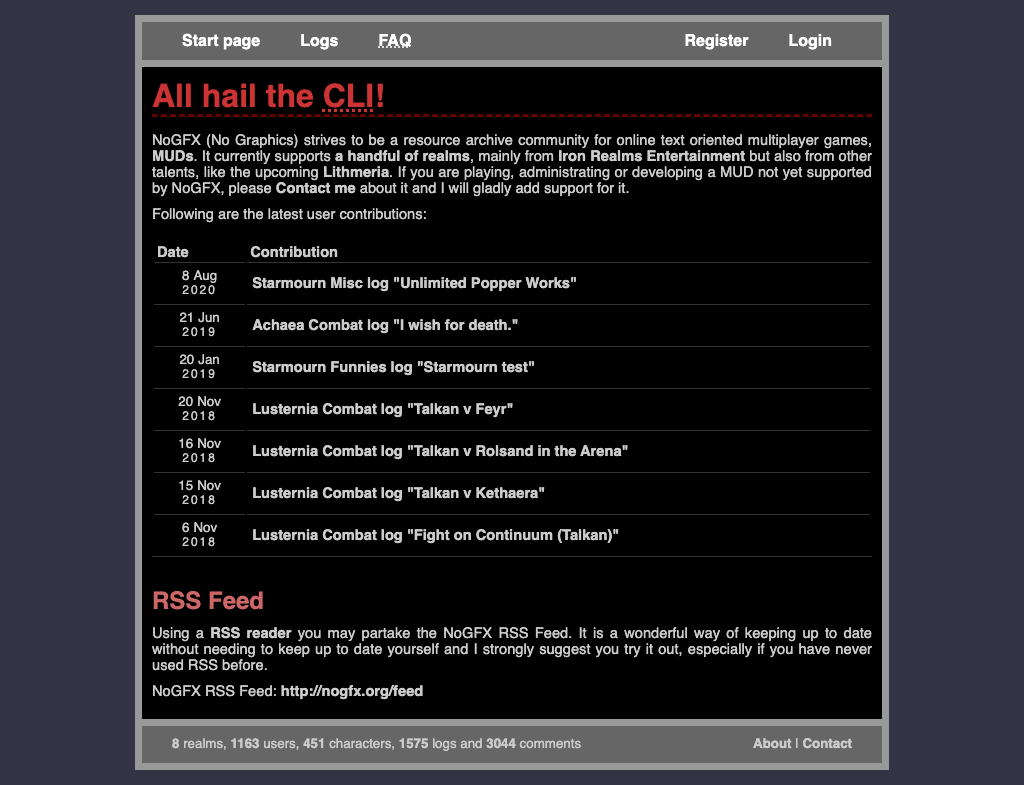 Start page Logs FAQ Register Login
All hail the CLI!
NoGFX (No Graphics) strives to be a resource archive community for online text oriented multiplayer games,
MUDs. It currently supports a handful of realms, mainly from Iron Realms Entertainment but also from other
talents, like the upcoming Lithmeria. If you are playing, administrating or developing a MUD not yet supported
by NoGFX, please Contact me about it and I will gladly add support for it.
Following are the latest user contributions:
Date Contribution
8 Aug
2020
Starmourn Misc log "Unlimited Popper Works"
21 Jun
2019
Achaea Combat log "I wish for death."
20 Jan
2019
Starmourn Funnies log "Starmourn test"
20 Nov
2018
Lusternia Combat log "Talkan v Feyr"
16 Nov
2018
Lusternia Combat log "Talkan v Rolsand in the Arena"
15 Nov
2018
Lusternia Combat log "Talkan v Kethaera"
6 Nov
2018
Lusternia Combat log "Fight on Continuum (Talkan)"
RSS Feed
Using a RSS reader you may partake the NoGFX RSS Feed. It is a wonderful way of keeping up to date
without needing to keep up to date yourself and I strongly suggest you try it out, especially if you have never
used RSS before.
NoGFX RSS Feed: http://nogfx.org/feed
8 realms, 1163 users, 451 characters, 1575 logs and 3044 comments About | Contact